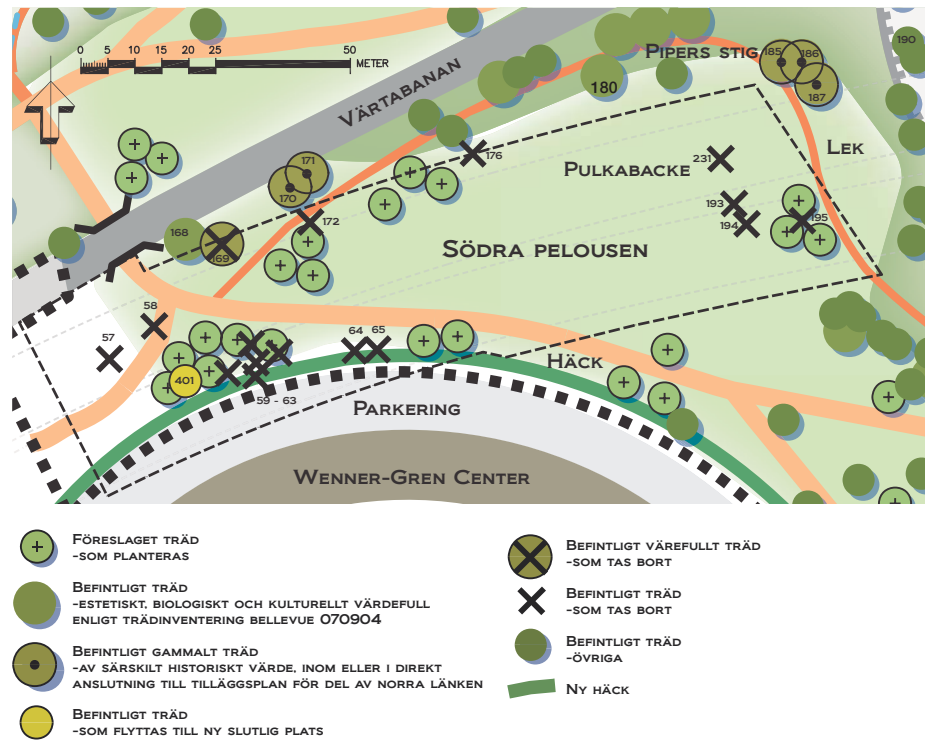 0 5 10 15 20 25 50
METER
Värtabanan
Pipers stig
185 186
187
190
180
Lek
176
Pulkabacke
231
171
170
193
172
194
195
168
169
Södra pelousen
58
57
64 65
Häck
401
59 - 63
Parkering
Wenner-Gren Center
Föreslaget träd
-som planteras
Befintligt träd
-estetiskt, biologiskt och kulturellt värdefull
enligt trädinventering Bellevue 070904
Befintligt gammalt träd
-av särskilt historiskt värde, inom eller i direkt
anslutning till tilläggsplan för del av Norra länken
Befintligt träd
-som flyttas till ny slutlig plats
Befintligt värefullt träd
-som tas bort
Befintligt träd
-som tas bort
Befintligt träd
-övriga
Ny häck